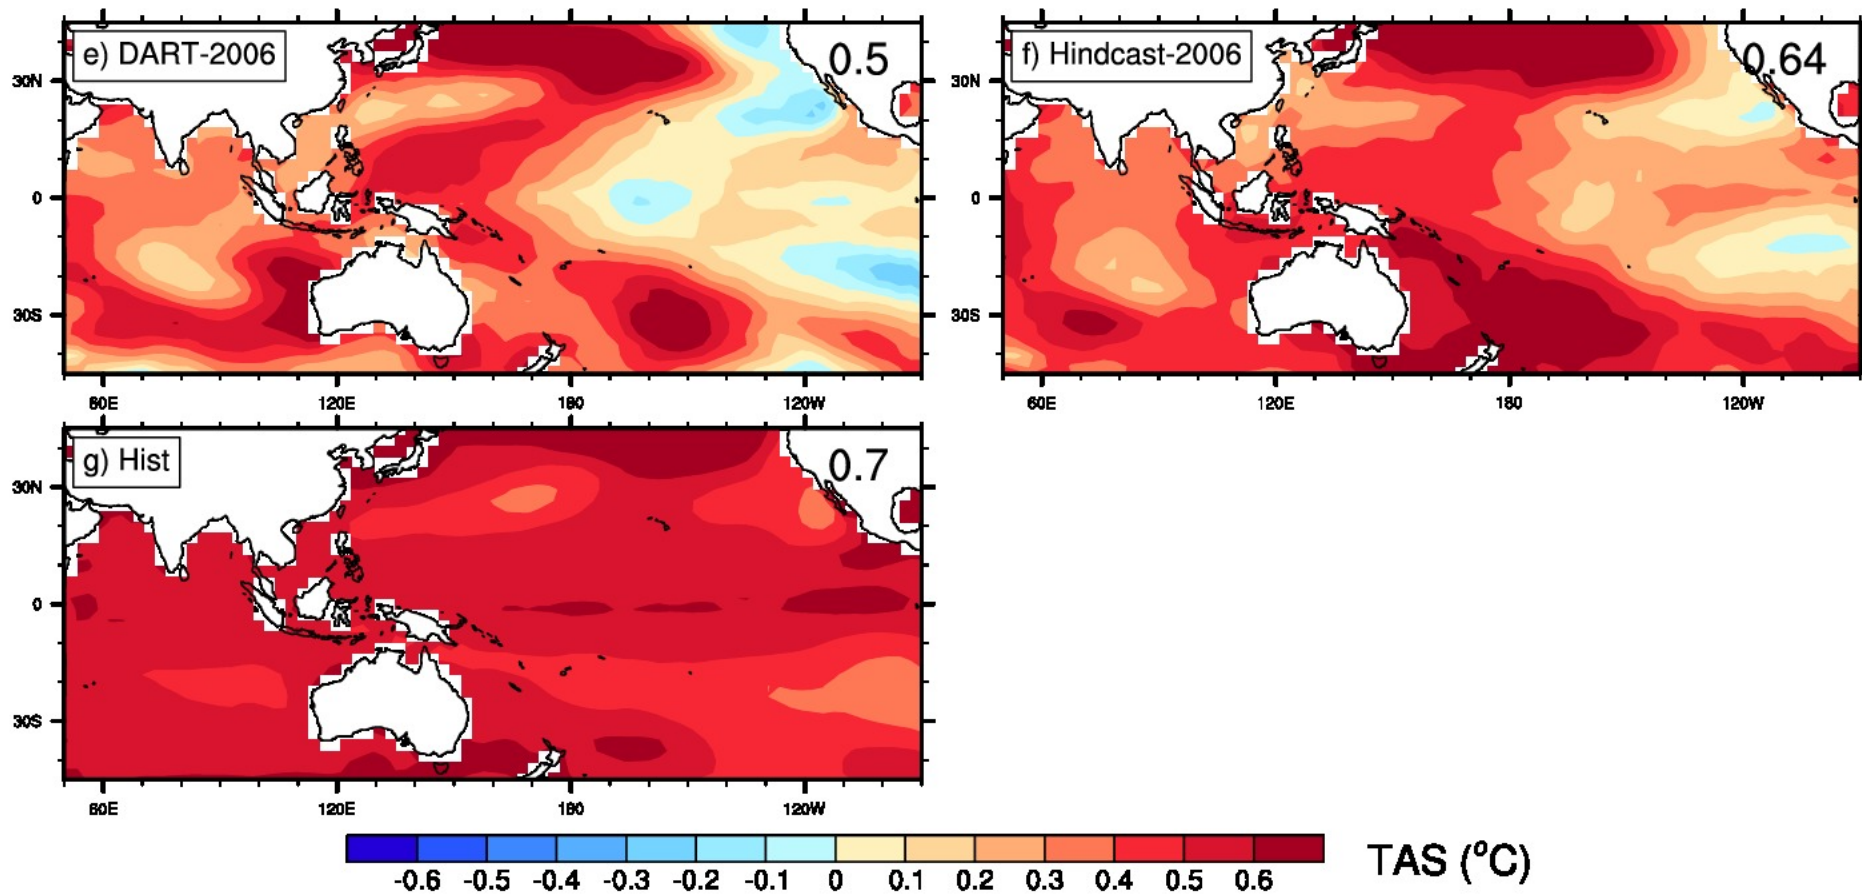 e) DART-2006
0.5
f) Hindcast-2006
0.64
30N
0
30S
30N
0
30S
60E 120E 180 120W
60E 120E 180 120W
g) Hist
0.7
30N
0
30S
60E 120E 180 120W
-0.6 -0.5 -0.4 -0.3 -0.2 -0.1 0 0.1 0.2 0.3 0.4 0.5 0.6
TAS (°C)